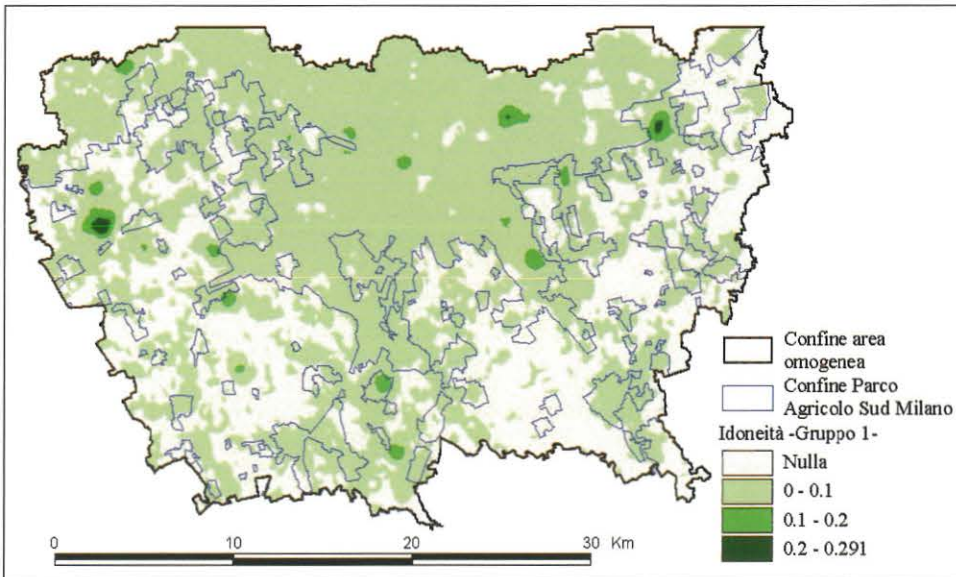 Confine area
omogenea
Confine Parco
Agricolo Sud Milano
Idoneità -Gruppo 1-
Nulla
0 - 0.1
0.1 - 0.2
0.2 - 0.291
0 10 20 30 Km